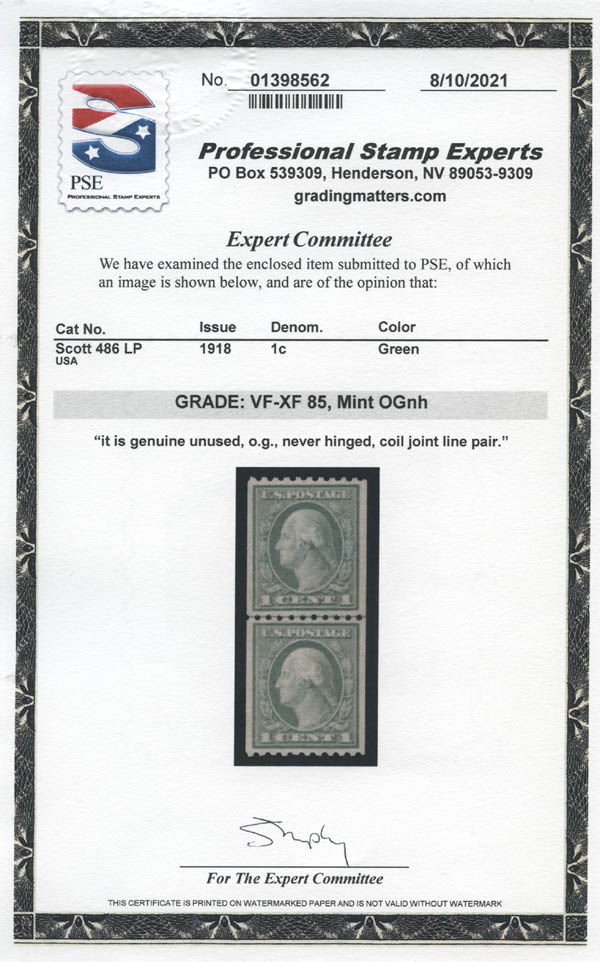 No. 01398562 8/10/2021
PSE
PROFESSIONAL STAMP EXPERTS
Professional Stamp Experts
PO Box 539309, Henderson, NV 89053-9309
gradingmatters.com
Expert Committee
We have examined the enclosed item submitted to PSE, of which
an image is shown below, and are of the opinion that:
Cat No. Issue Denom. Color
Scott 486 LP 1918 1c Green
USA
GRADE: VF-XF 85, Mint OGnh
“it is genuine unused, o.g., never hinged, coil joint line pair.”
U.S. POSTAGE
1 CENT 1
U.S. POSTAGE
1 CENT 1
For The Expert Committee
THIS CERTIFICATE IS PRINTED ON WATERMARKED PAPER AND IS NOT VALID WITHOUT WATERMARK